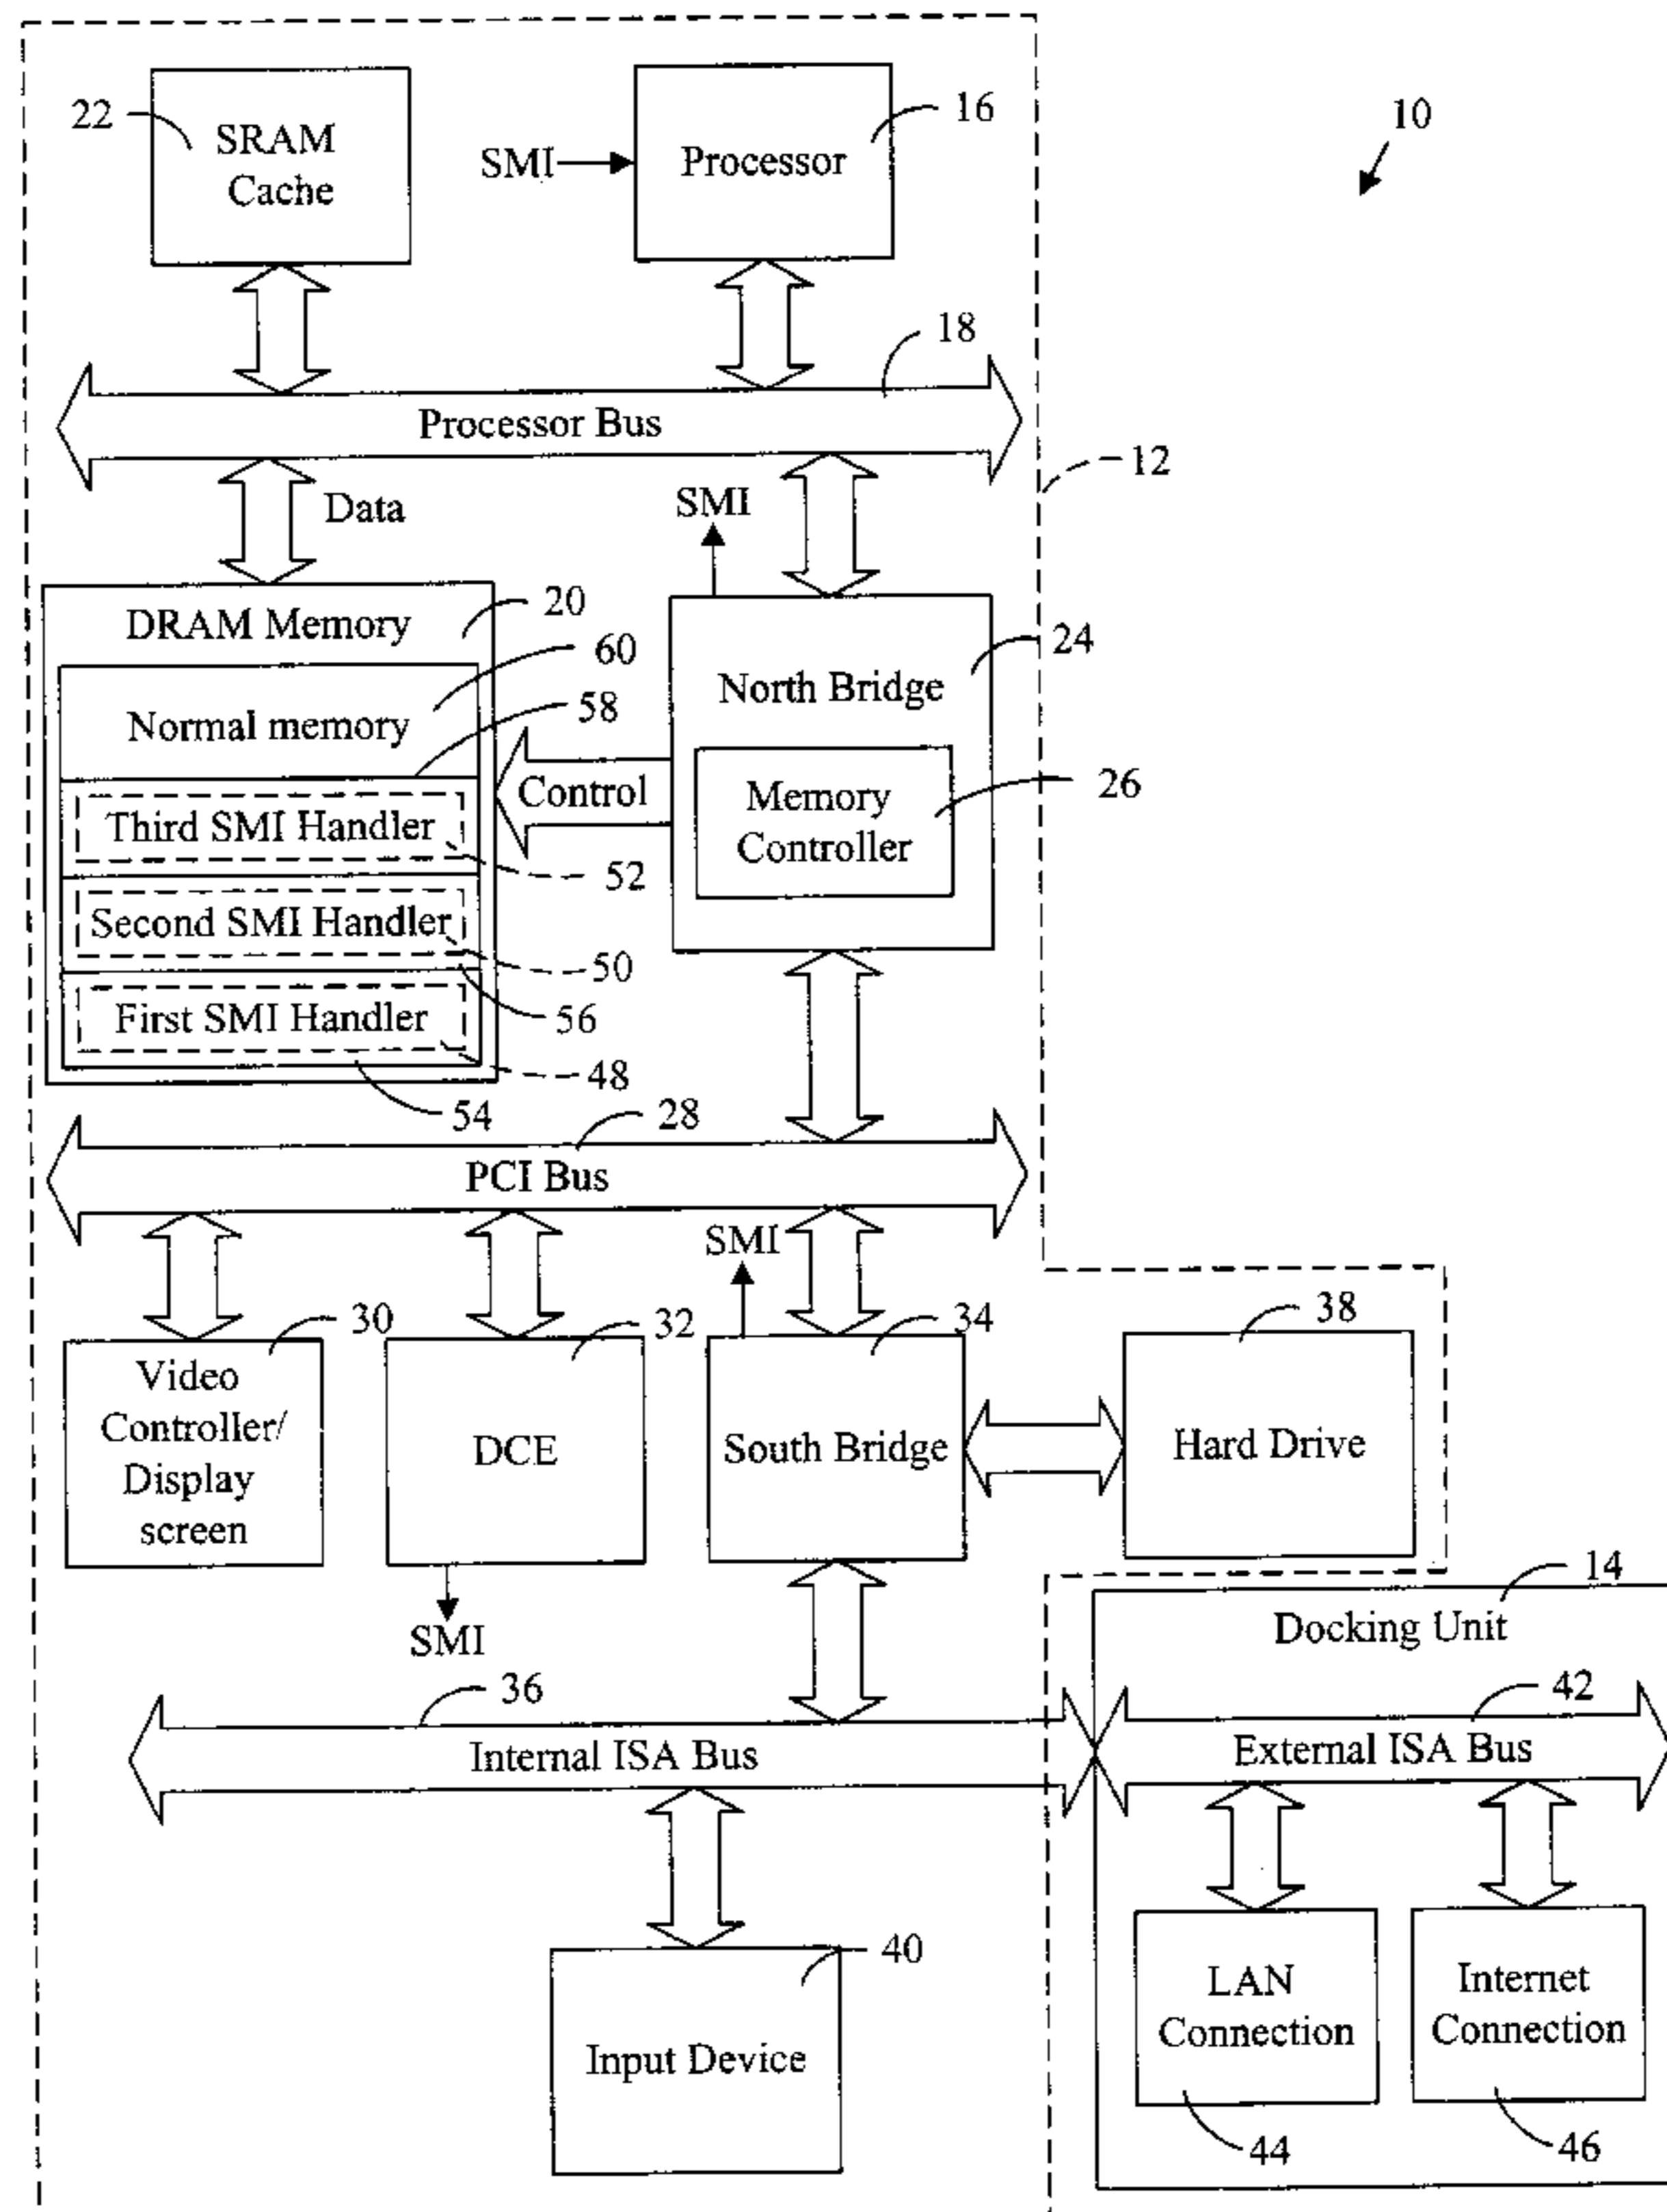 10
22
SRAM
Cache
SMI
Processor
16
18
Processor Bus
12
Data
SMI
DRAM Memory
20
60
Normal memory
58
North Bridge
24
Control
Memory
Controller
26
Third SMI Handler
52
Second SMI Handler
50
56
First SMI Handler
48
54
28
PCI Bus
SMI
30
Video
Controller/
Display
screen
32
DCE
SMI
34
South Bridge
38
Hard Drive
14
Docking Unit
36
Internal ISA Bus
42
External ISA Bus
40
Input Device
LAN
Connection
44
Internet
Connection
46